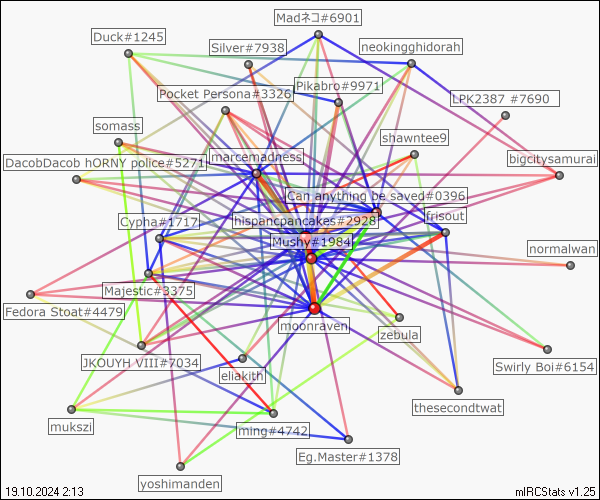 Madネコ#6901
Duck#1245
Silver#7938
neokingghidorah
Pikabro#9971
Pocket Persona#3326
LPK2387 #7690
somass
shawntee9
marcemadness
DacobDacob hORNY police#5271
bigcitysamurai
Can anything be saved#0396
Cypha#1717
hispancpancakes#2928
frisout
Mushy#1984
normalwan
Majestic#3375
Fedora Stoat#4479
moonraven
zebula
JKOUYH VIII#7034
Swirly Boi#6154
eliakith
thesecondtwat
mukszi
ming#4742
Eg.Master#1378
yoshimanden
19.10.2024 2:13
mIRCStats v1.25